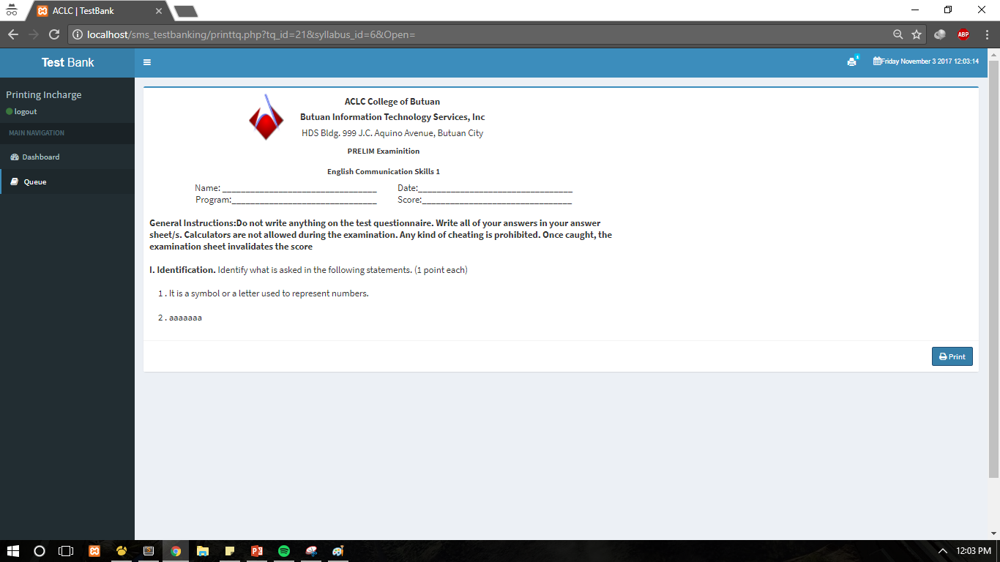 ACLC | TestBank
localhost/sms_testbanking/printtq.php?tq_id=21&syllabus_id=6&Open=
ABP
Test Bank
Friday November 3 2017 12:03:14
Printing Incharge
logout
MAIN NAVIGATION
Dashboard
Queue
ACLC College of Butuan
Butuan Information Technology Services, Inc
HDS Bldg. 999 J.C. Aquino Avenue, Butuan City
PRELIM Examinition
English Communication Skills 1
Name: _______________________________ Date:_______________________________
Program:_____________________________ Score:______________________________
General Instructions:Do not write anything on the test questionnaire. Write all of your answers in your answer
sheet/s. Calculators are not allowed during the examination. Any kind of cheating is prohibited. Once caught, the
examination sheet invalidates the score
I. Identification. Identify what is asked in the following statements. (1 point each)
1 . It is a symbol or a letter used to represent numbers.
2 . aaaaaaa
Print
12:03 PM